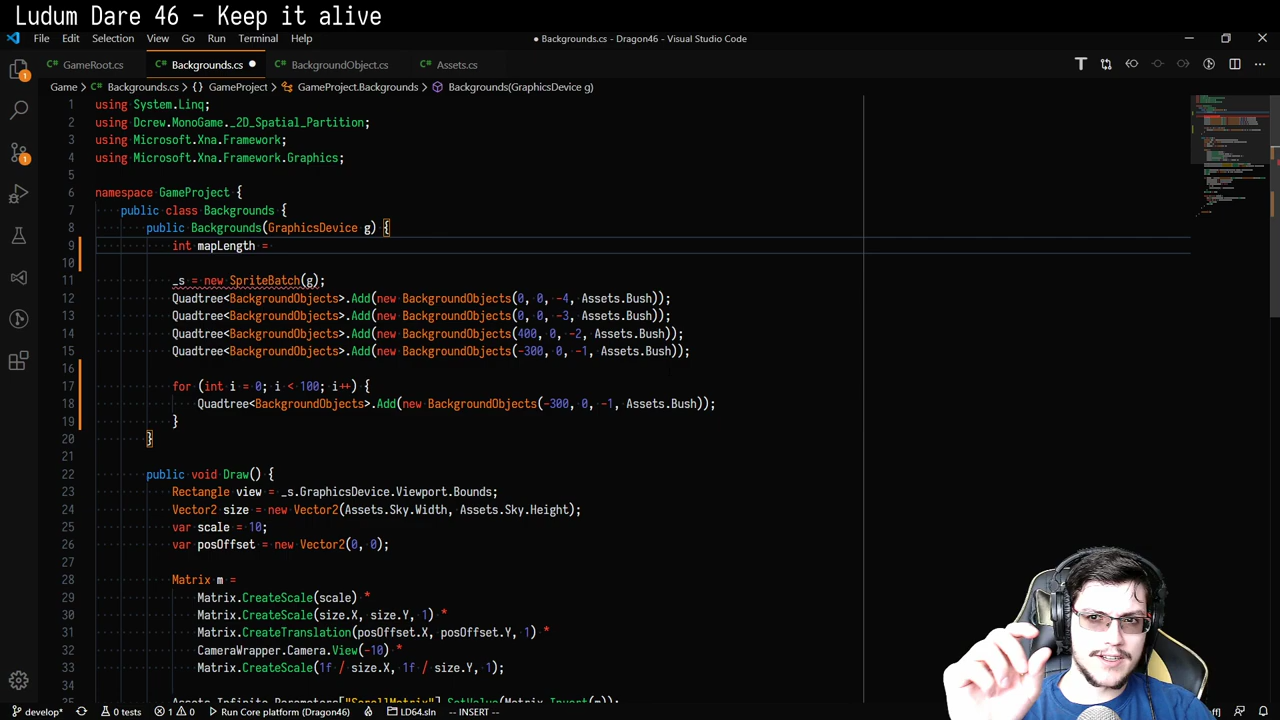 Ludum Dare 46 - Keep it alive
File Edit Selection View Go Run Terminal Help
● Backgrounds.cs - Dragon46 - Visual Studio Code
C# GameRoot.cs C# Backgrounds.cs ● C# BackgroundObject.cs C# Assets.cs
Game > C# Backgrounds.cs > {} GameProject > GameProject.Backgrounds > Backgrounds(GraphicsDevice g)
1 using System.Linq;
2 using Dcrew.MonoGame._2D_Spatial_Partition;
3 using Microsoft.Xna.Framework;
4 using Microsoft.Xna.Framework.Graphics;
5
6 namespace GameProject {
7 public class Backgrounds {
8 public Backgrounds(GraphicsDevice g) {
9 int mapLength =
10
11 _s = new SpriteBatch(g);
12 Quadtree<BackgroundObjects>.Add(new BackgroundObjects(0, 0, -4, Assets.Bush));
13 Quadtree<BackgroundObjects>.Add(new BackgroundObjects(0, 0, -3, Assets.Bush));
14 Quadtree<BackgroundObjects>.Add(new BackgroundObjects(400, 0, -2, Assets.Bush));
15 Quadtree<BackgroundObjects>.Add(new BackgroundObjects(-300, 0, -1, Assets.Bush));
16
17 for (int i = 0; i < 100; i++) {
18 Quadtree<BackgroundObjects>.Add(new BackgroundObjects(-300, 0, -1, Assets.Bush));
19 }
20 }
21
22 public void Draw() {
23 Rectangle view = _s.GraphicsDevice.Viewport.Bounds;
24 Vector2 size = new Vector2(Assets.Sky.Width, Assets.Sky.Height);
25 var scale = 10;
26 var posOffset = new Vector2(0, 0);
27
28 Matrix m =
29 Matrix.CreateScale(scale) *
30 Matrix.CreateScale(size.X, size.Y, 1) *
31 Matrix.CreateTranslation(posOffset.X, posOffset.Y, 1) *
32 CameraWrapper.Camera.View(-10) *
33 Matrix.CreateScale(1f / size.X, 1f / size.Y, 1);
34
35 Assets.Infinite.Parameters["ScrollMatrix"].SetValue(Matrix.Invert(m));
develop* 0 tests 1 0 Run Core platform (Dragon46) LD64.sln -- INSERT --